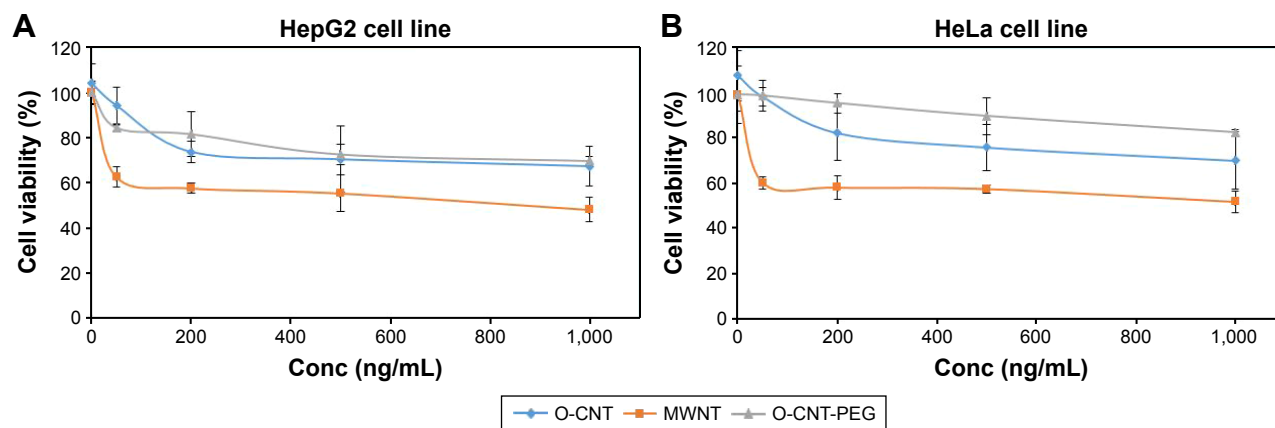 A
HepG2 cell line
Cell viability (%)
120
100
80
60
40
20
0
0 200 400 600 800 1,000
Conc (ng/mL)
B
HeLa cell line
Cell viability (%)
120
100
80
60
40
20
0
0 200 400 600 800 1,000
Conc (ng/mL)
O-CNT MWNT O-CNT-PEG